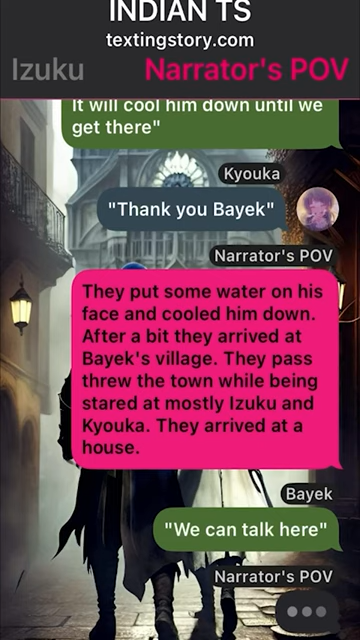 INDIAN TS
textingstory.com
Izuku
Narrator's POV
It will cool him down until we
get there"
Kyouka
"Thank you Bayek"
Narrator's POV
They put some water on his
face and cooled him down.
After a bit they arrived at
Bayek's village. They pass
threw the town while being
stared at mostly Izuku and
Kyouka. They arrived at a
house.
Bayek
"We can talk here"
Narrator's POV